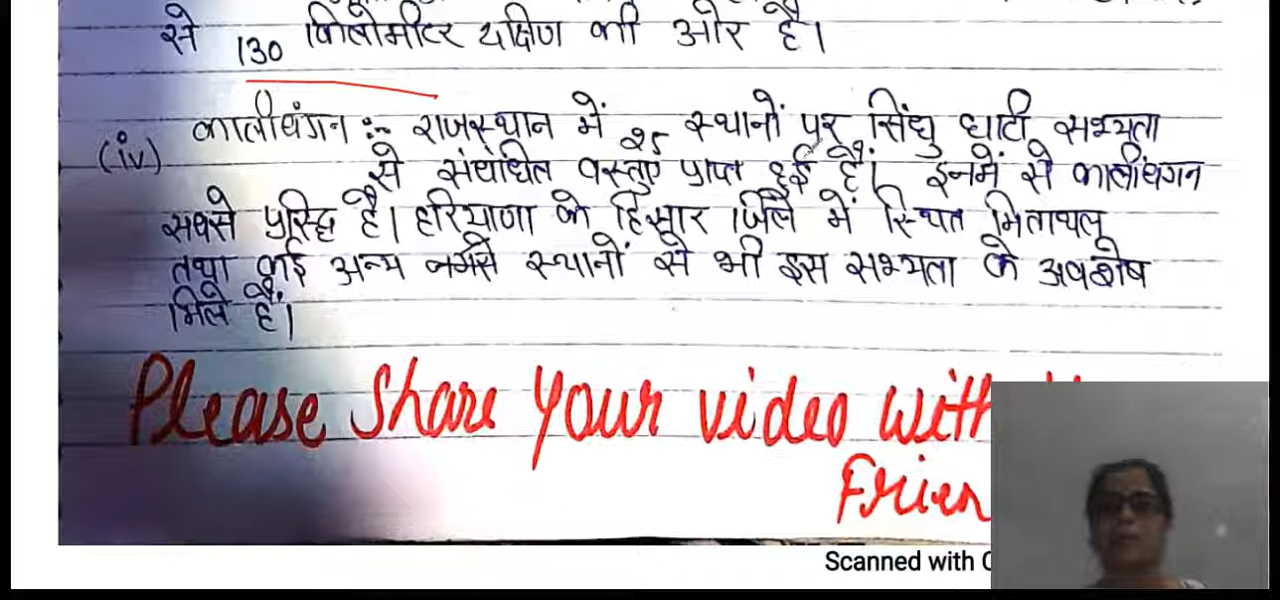 से 130 किलोमीटर दक्षिण की ओर है।
(iv) कालीबंगन :- राजस्थान में २५ स्थानों पर सिंधु घाटी सभ्यता
से संबंधित वस्तुएं प्राप्त हुई हैं। इनमें से कालीबंगन
सबसे प्रसिद्ध है। हरियाणा के हिसार जिले में स्थित मिताथल
तथा कई अन्य स्थानों से भी इस सभ्यता के अवशेष
मिले हैं।
Please Share Your video with
Frien
Scanned with C